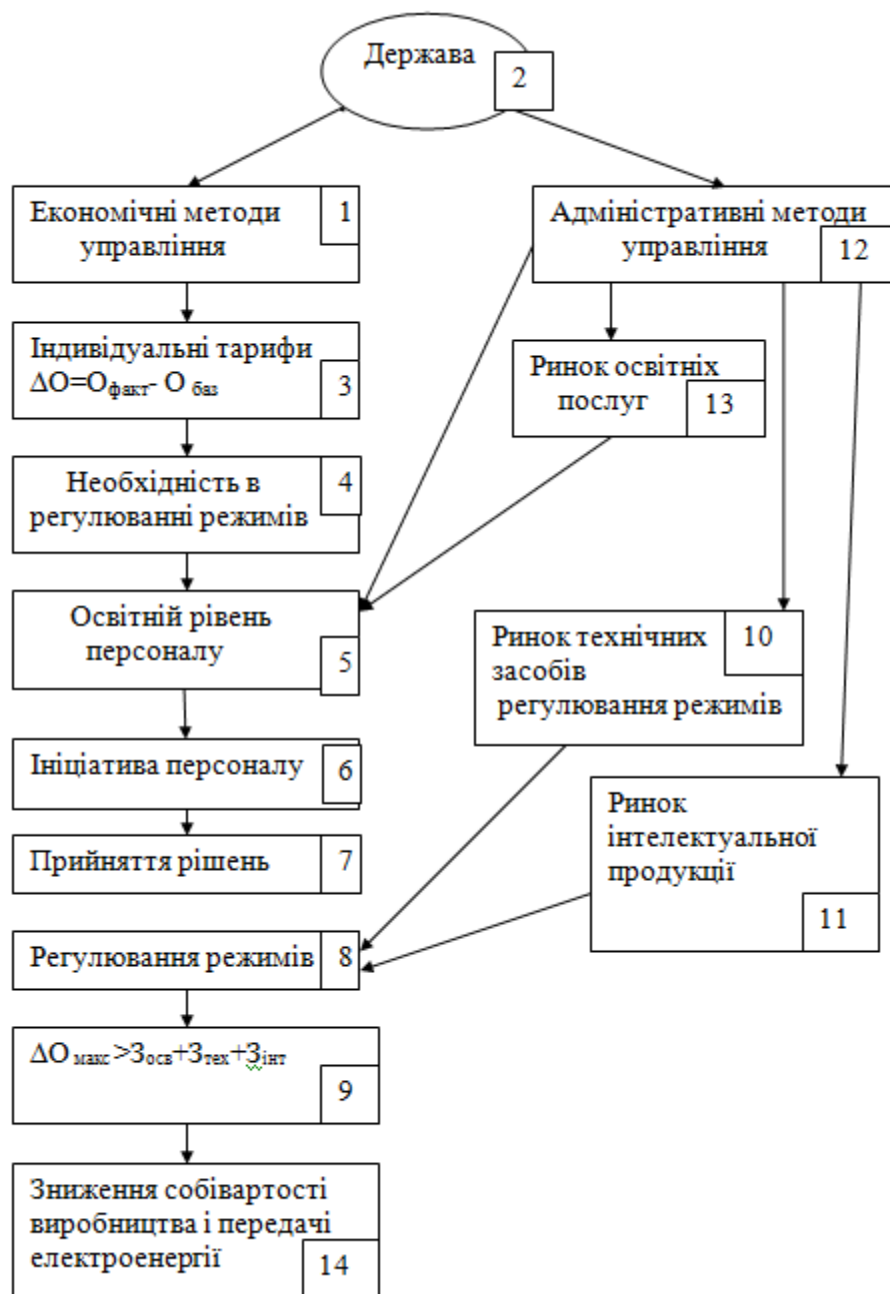 Держава
2
Економічні методи
управління
1
Адміністративні методи
управління
12
Індивідуальні тарифи
ΔО=Офакт- О баз
3
Ринок освітніх
послуг
13
Необхідність в
регулюванні режимів
4
Освітній рівень
персоналу
5
Ринок технічних
засобів
регулювання режимів
10
Ініціатива персоналу
6
Ринок
інтелектуальної
продукції
11
Прийняття рішень
7
Регулювання режимів
8
ΔО макс >Зосв+Зтех+Зінт
9
Зниження собівартості
виробництва і передачі
електроенергії
14